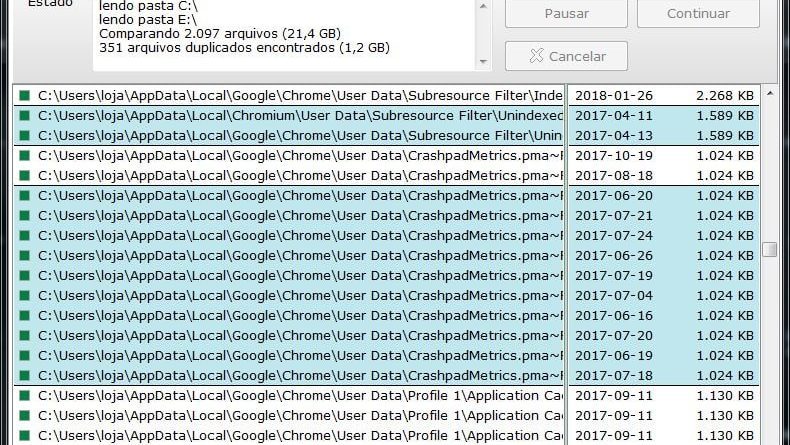 Estado
lendo pasta C:\
lendo pasta E:\
Comparando 2.097 arquivos (21,4 GB)
351 arquivos duplicados encontrados (1,2 GB)
Pausar
Continuar
Cancelar
C:\Users\loja\AppData\Local\Google\Chrome\User Data\Subresource Filter\Inde 2018-01-26 2.268 KB
C:\Users\loja\AppData\Local\Chromium\User Data\Subresource Filter\Unindexed 2017-04-11 1.589 KB
C:\Users\loja\AppData\Local\Google\Chrome\User Data\Subresource Filter\Unin 2017-04-13 1.589 KB
C:\Users\loja\AppData\Local\Google\Chrome\User Data\CrashpadMetrics.pma~F 2017-10-19 1.024 KB
C:\Users\loja\AppData\Local\Google\Chrome\User Data\CrashpadMetrics.pma~F 2017-08-18 1.024 KB
C:\Users\loja\AppData\Local\Google\Chrome\User Data\CrashpadMetrics.pma~F 2017-06-20 1.024 KB
C:\Users\loja\AppData\Local\Google\Chrome\User Data\CrashpadMetrics.pma~F 2017-07-21 1.024 KB
C:\Users\loja\AppData\Local\Google\Chrome\User Data\CrashpadMetrics.pma~F 2017-07-24 1.024 KB
C:\Users\loja\AppData\Local\Google\Chrome\User Data\CrashpadMetrics.pma~F 2017-06-26 1.024 KB
C:\Users\loja\AppData\Local\Google\Chrome\User Data\CrashpadMetrics.pma~F 2017-07-19 1.024 KB
C:\Users\loja\AppData\Local\Google\Chrome\User Data\CrashpadMetrics.pma~F 2017-07-04 1.024 KB
C:\Users\loja\AppData\Local\Google\Chrome\User Data\CrashpadMetrics.pma~F 2017-06-16 1.024 KB
C:\Users\loja\AppData\Local\Google\Chrome\User Data\CrashpadMetrics.pma~F 2017-07-20 1.024 KB
C:\Users\loja\AppData\Local\Google\Chrome\User Data\CrashpadMetrics.pma~F 2017-06-19 1.024 KB
C:\Users\loja\AppData\Local\Google\Chrome\User Data\CrashpadMetrics.pma~F 2017-07-18 1.024 KB
C:\Users\loja\AppData\Local\Google\Chrome\User Data\Profile 1\Application Cac 2017-09-11 1.130 KB
C:\Users\loja\AppData\Local\Google\Chrome\User Data\Profile 1\Application Cac 2017-09-11 1.130 KB
C:\Users\loja\AppData\Local\Google\Chrome\User Data\Profile 1\Application Cac 2017-09-11 1.130 KB